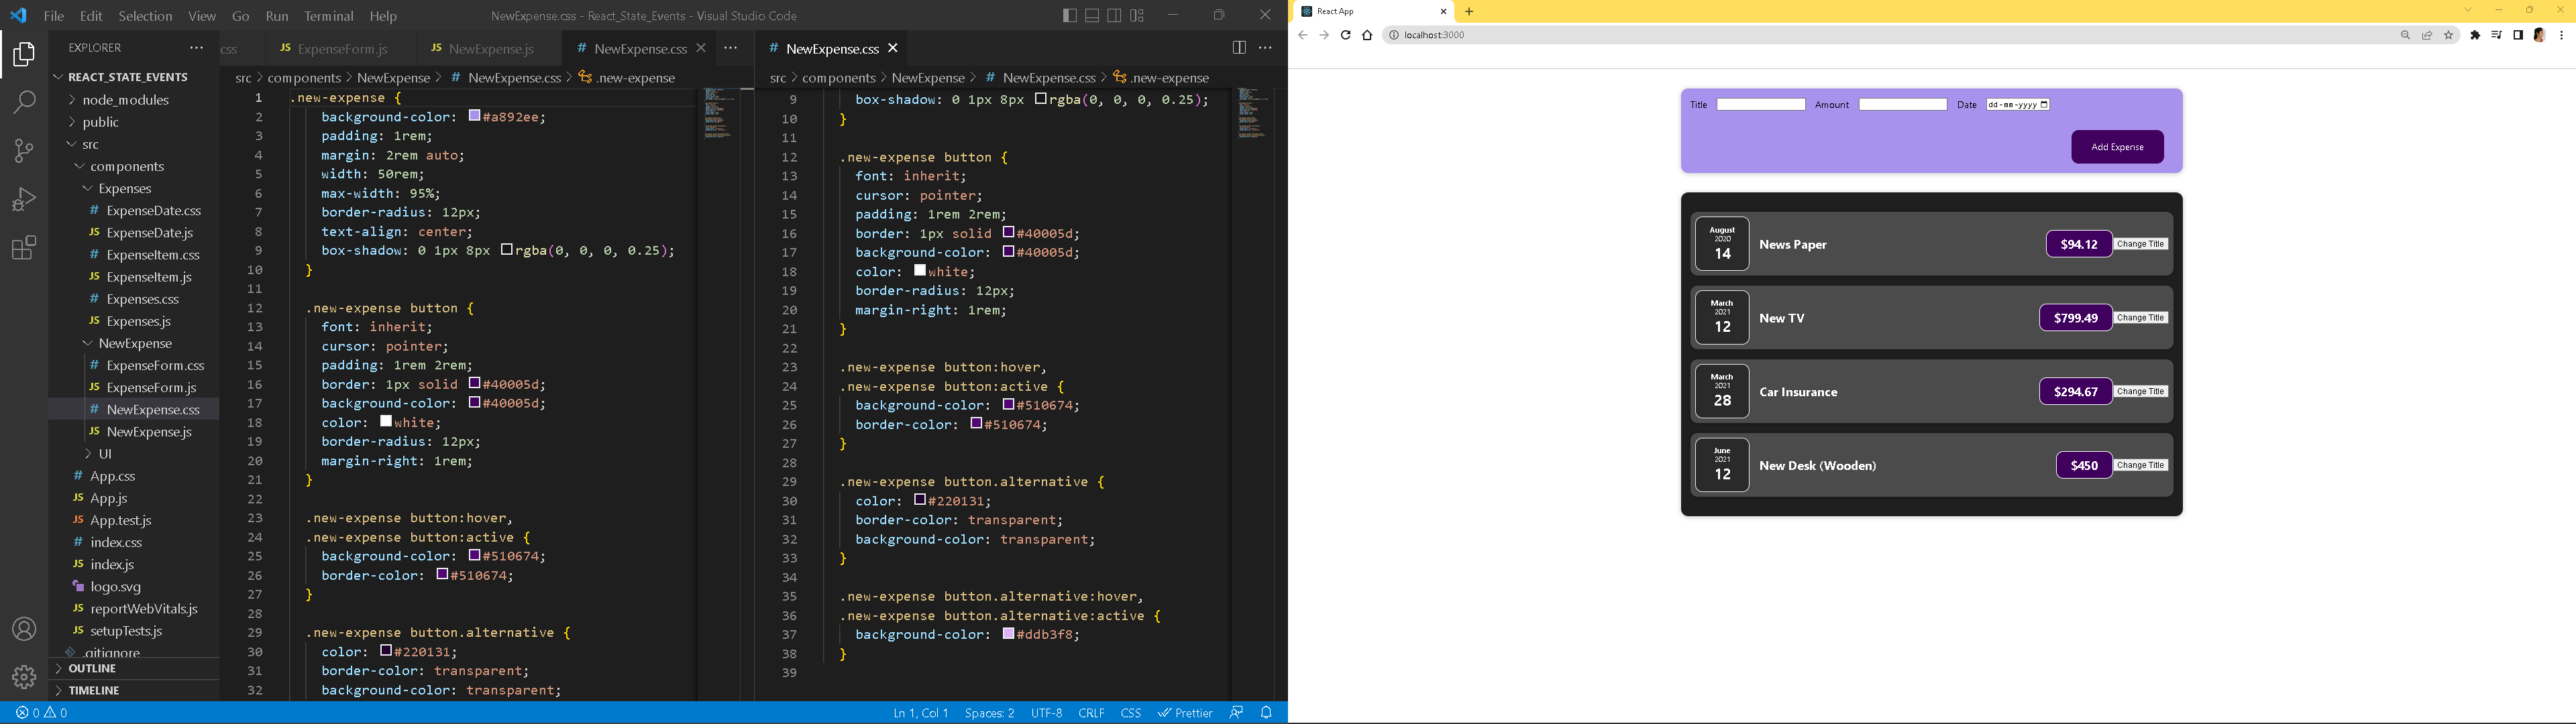 File Edit Selection View Go Run Terminal Help
NewExpense.css - React_State_Events - Visual Studio Code
EXPLORER
REACT_STATE_EVENTS
node_modules
public
src
components
Expenses
ExpenseDate.css
ExpenseDate.js
ExpenseItem.css
ExpenseItem.js
Expenses.css
Expenses.js
NewExpense
ExpenseForm.css
ExpenseForm.js
NewExpense.css
NewExpense.js
UI
App.css
App.js
App.test.js
index.css
index.js
logo.svg
reportWebVitals.js
setupTests.js
.gitignore
OUTLINE
TIMELINE
css ExpenseForm.js NewExpense.js NewExpense.css
src > components > NewExpense > # NewExpense.css > .new-expense
1 .new-expense {
2 background-color: #a892ee;
3 padding: 1rem;
4 margin: 2rem auto;
5 width: 50rem;
6 max-width: 95%;
7 border-radius: 12px;
8 text-align: center;
9 box-shadow: 0 1px 8px rgba(0, 0, 0, 0.25);
10 }
11
12 .new-expense button {
13 font: inherit;
14 cursor: pointer;
15 padding: 1rem 2rem;
16 border: 1px solid #40005d;
17 background-color: #40005d;
18 color: white;
19 border-radius: 12px;
20 margin-right: 1rem;
21 }
22
23 .new-expense button:hover,
24 .new-expense button:active {
25 background-color: #510674;
26 border-color: #510674;
27 }
28
29 .new-expense button.alternative {
30 color: #220131;
31 border-color: transparent;
32 background-color: transparent;
NewExpense.css
src > components > NewExpense > # NewExpense.css > .new-expense
9 box-shadow: 0 1px 8px rgba(0, 0, 0, 0.25);
10 }
11
12 .new-expense button {
13 font: inherit;
14 cursor: pointer;
15 padding: 1rem 2rem;
16 border: 1px solid #40005d;
17 background-color: #40005d;
18 color: white;
19 border-radius: 12px;
20 margin-right: 1rem;
21 }
22
23 .new-expense button:hover,
24 .new-expense button:active {
25 background-color: #510674;
26 border-color: #510674;
27 }
28
29 .new-expense button.alternative {
30 color: #220131;
31 border-color: transparent;
32 background-color: transparent;
33 }
34
35 .new-expense button.alternative:hover,
36 .new-expense button.alternative:active {
37 background-color: #ddb3f8;
38 }
39
0 0
Ln 1, Col 1 Spaces: 2 UTF-8 CRLF CSS Prettier
React App
localhost:3000
Title Amount Date dd-mm-yyyy
Add Expense
August
2020
14
News Paper
$94.12 Change Title
March
2021
12
New TV
$799.49 Change Title
March
2021
28
Car Insurance
$294.67 Change Title
June
2021
12
New Desk (Wooden)
$450 Change Title